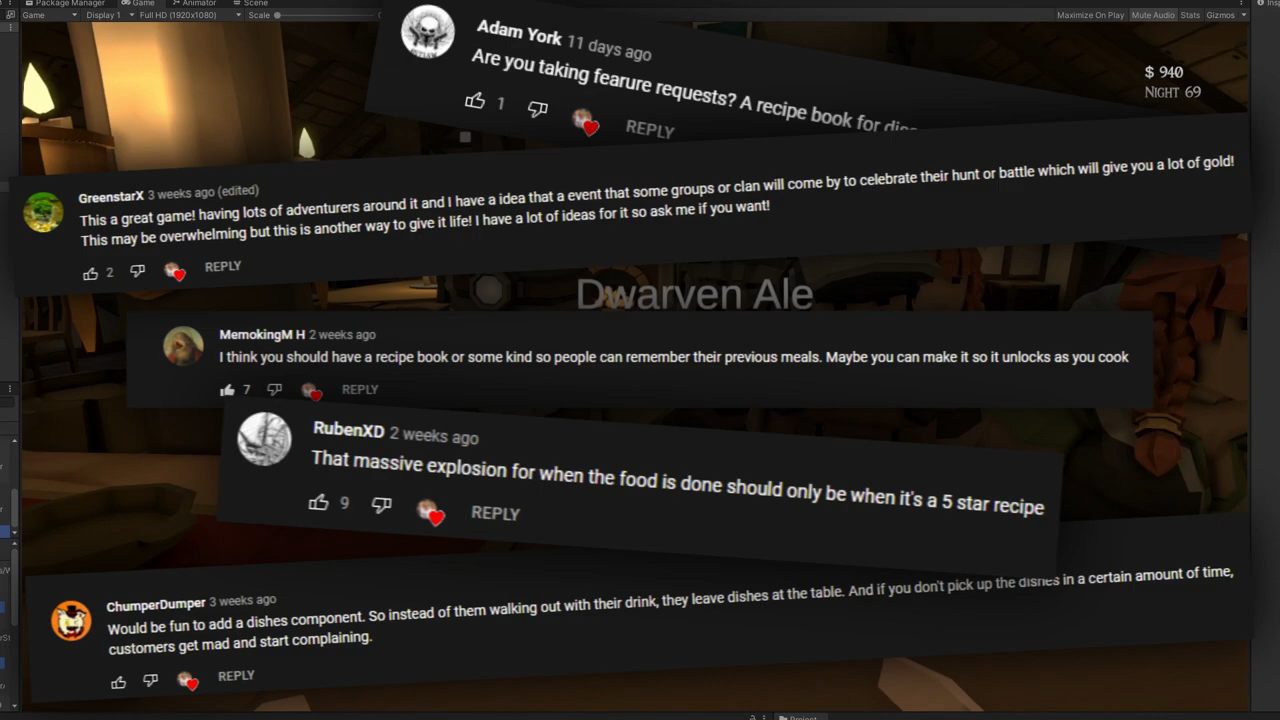 Package Manager
Game
Animator
Scene
Game
Display 1
Full HD (1920x1080)
Scale
Maximize On Play
Mute Audio
Stats
Gizmos
$ 940
Night 69
Adam York 11 days ago
Are you taking fearure requests? A recipe book for
1 REPLY
GreenstarX 3 weeks ago (edited)
This a great game! having lots of adventurers around it and I have a idea that a event that some groups or clan will come by to celebrate their hunt or battle which will give you a lot of gold!
This may be overwhelming but this is another way to give it life! I have a lot of ideas for it so ask me if you want!
2 REPLY
Dwarven Ale
MemokingM H 2 weeks ago
I think you should have a recipe book or some kind so people can remember their previous meals. Maybe you can make it so it unlocks as you cook
7 REPLY
RubenXD 2 weeks ago
That massive explosion for when the food is done should only be when it's a 5 star recipe
9 REPLY
ChumperDumper 3 weeks ago
Would be fun to add a dishes component. So instead of them walking out with their drink, they leave dishes at the table. And if you don't pick up the dishes in a certain amount of time,
customers get mad and start complaining.
REPLY